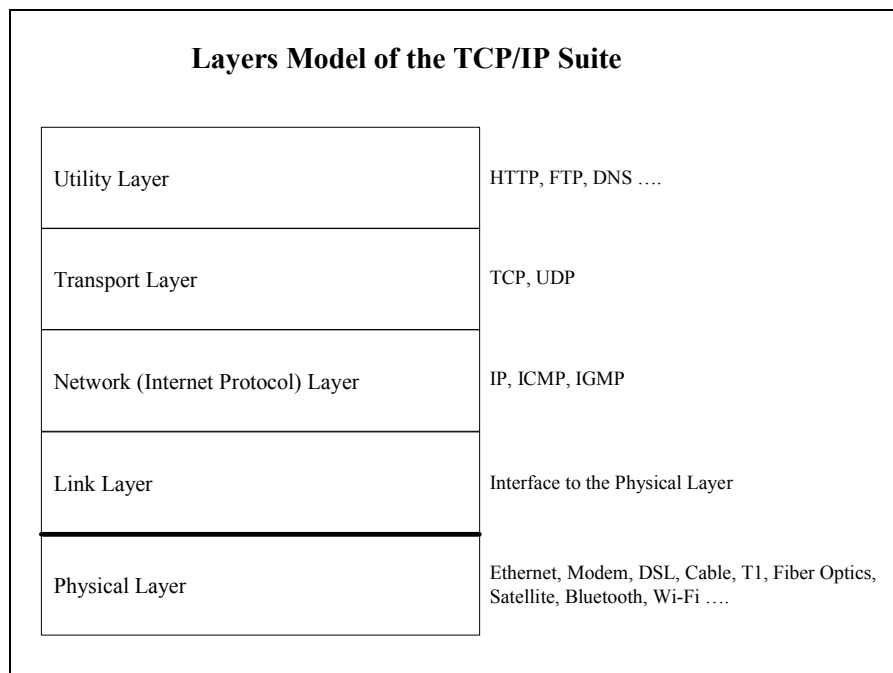 Layers Model of the TCP/IP Suite
Utility Layer
HTTP, FTP, DNS ....
Transport Layer
TCP, UDP
Network (Internet Protocol) Layer
IP, ICMP, IGMP
Link Layer
Interface to the Physical Layer
Physical Layer
Ethernet, Modem, DSL, Cable, T1, Fiber Optics,
Satellite, Bluetooth, Wi-Fi ....